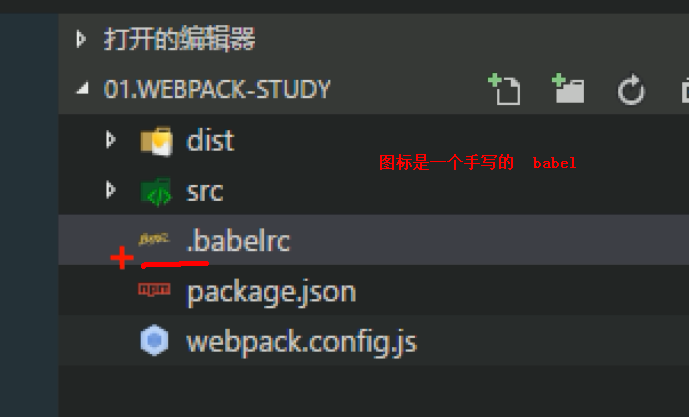 打开的编辑器
01.WEBPACK-STUDY
dist
图标是一个手写的 babel
src
.babelrc
npm package.json
webpack.config.js